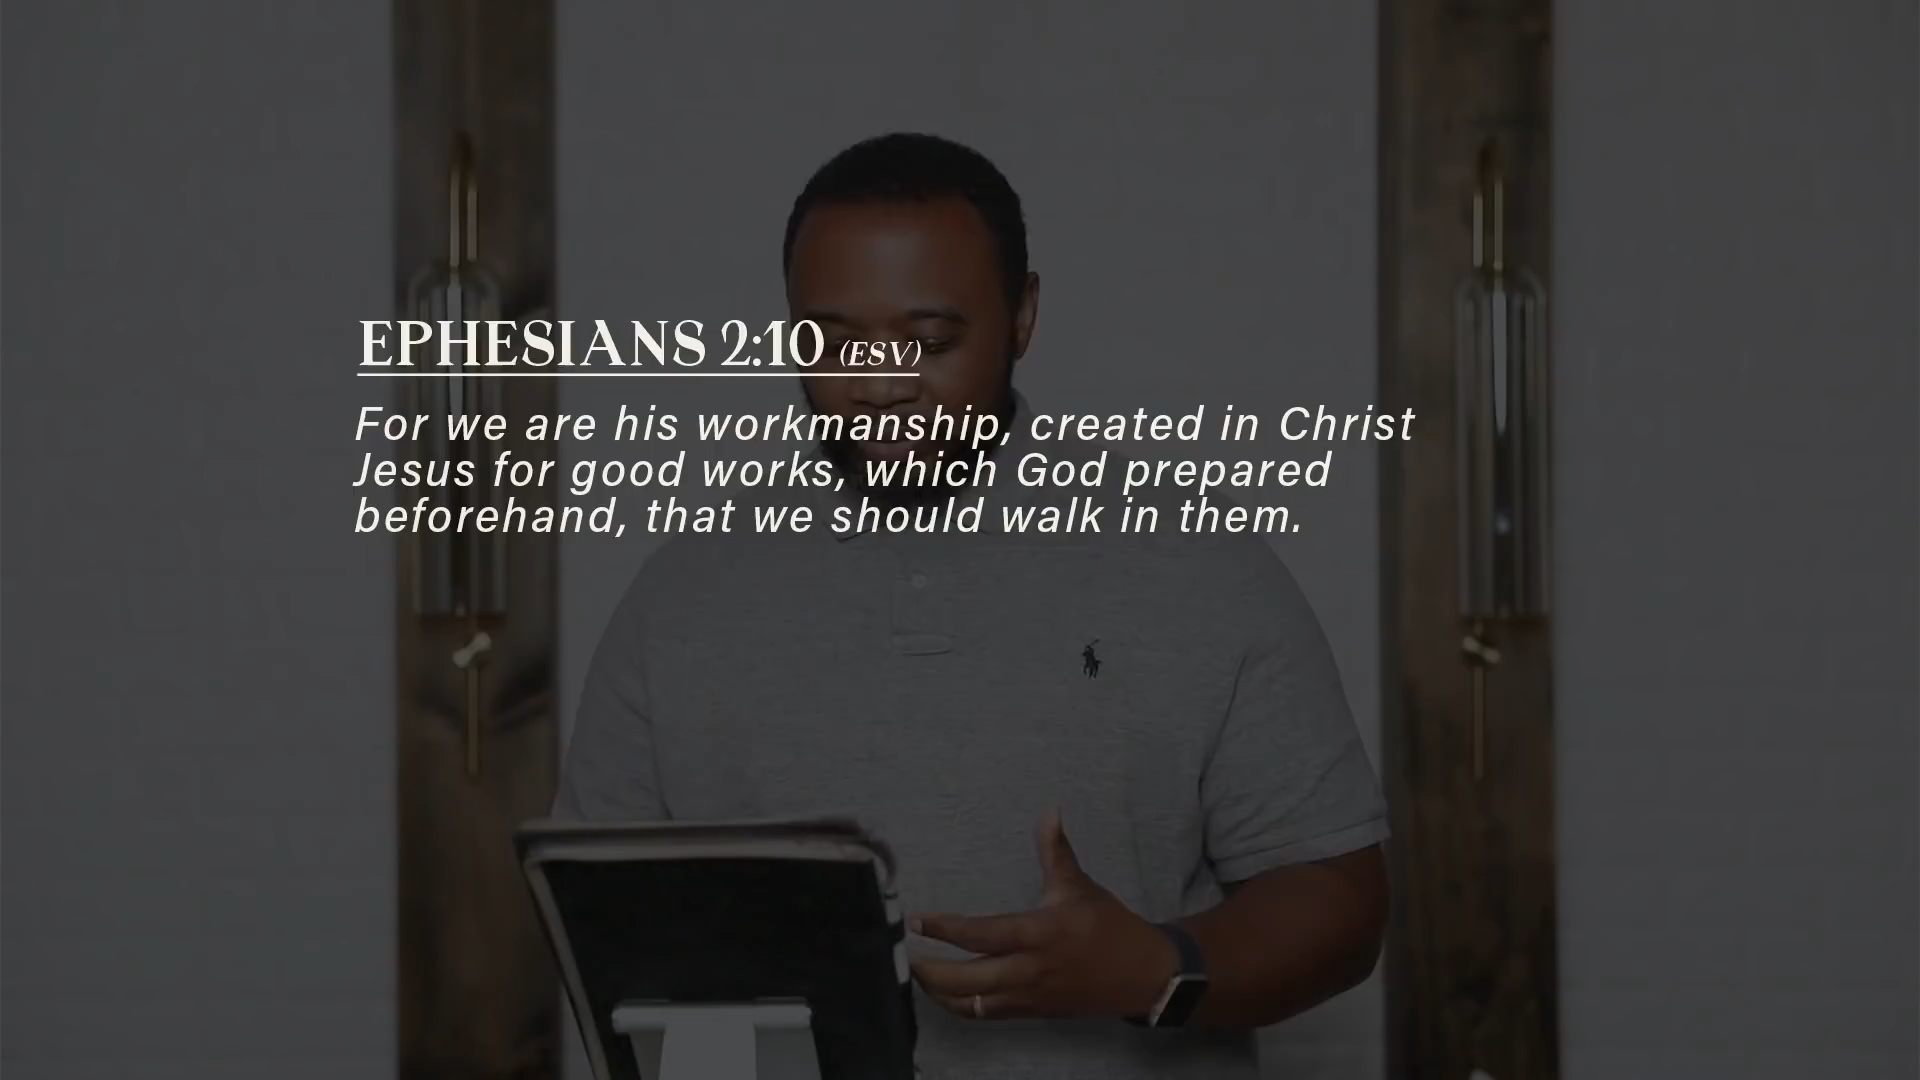 EPHESIANS 2:10 (ESV)
For we are his workmanship, created in Christ
Jesus for good works, which God prepared
beforehand, that we should walk in them.